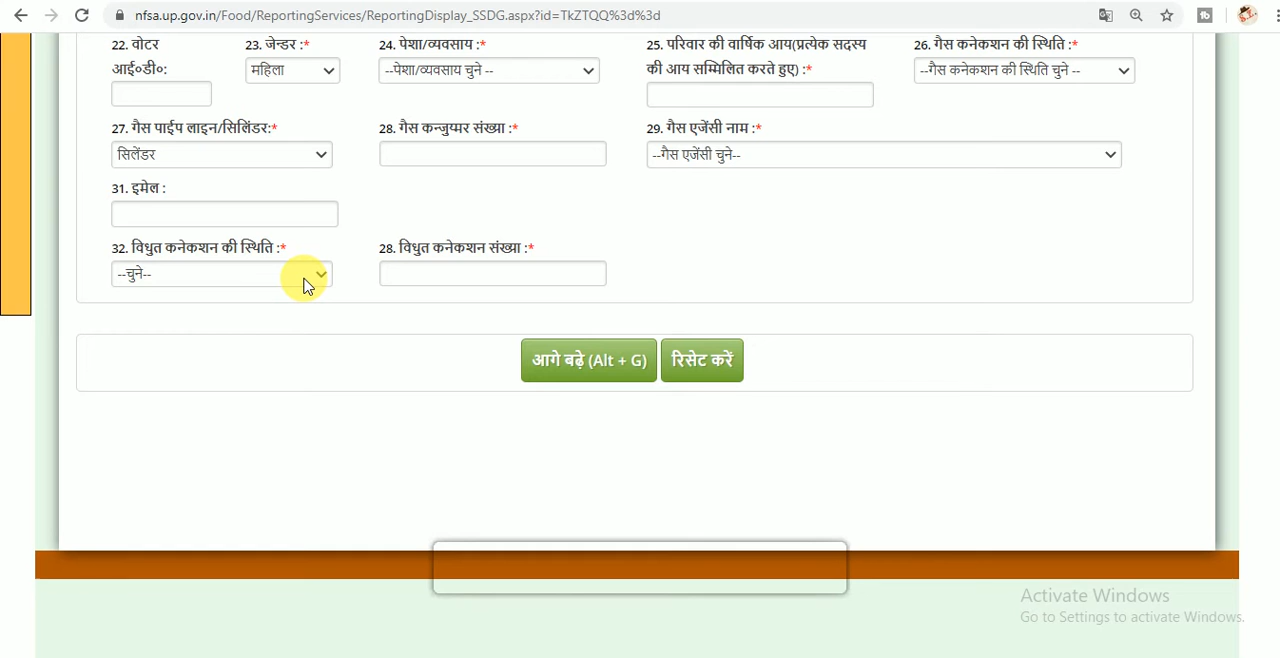 nfsa.up.gov.in/Food/ReportingServices/ReportingDisplay_SSDG.aspx?id=TkZTQQ%3d%3d
22. वोटर आई०डी०:
23. जेन्डर :*
24. पेशा/व्यवसाय :*
25. परिवार की वार्षिक आय(प्रत्येक सदस्य
की आय सम्मिलित करते हुए) :*
26. गैस कनेकशन की स्थिति :*
महिला
--पेशा/व्यवसाय चुने --
--गैस कनेकशन की स्थिति चुने --
27. गैस पाईप लाइन/सिलिंडर:*
28. गैस कन्जुय्मर संख्या :*
29. गैस एजेंसी नाम :*
सिलेंडर
--गैस एजेंसी चुने--
31. इमेल :
32. विधुत कनेकशन की स्थिति :*
28. विधुत कनेकशन संख्या :*
--चुने--
आगे बढ़े (Alt + G)
रिसेट करें
Activate Windows
Go to Settings to activate Windows.